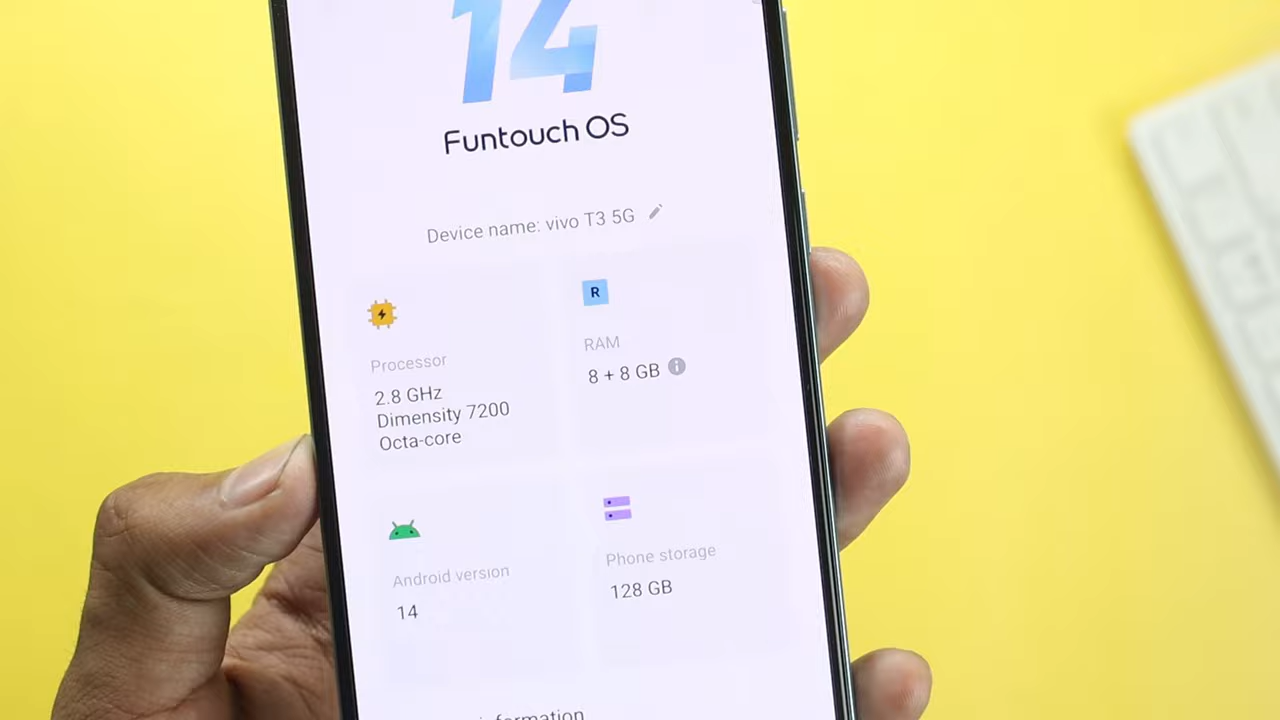 14
Funtouch OS
Device name: vivo T3 5G
R
Processor
2.8 GHz
Dimensity 7200
Octa-core
RAM
8 + 8 GB
Android version
14
Phone storage
128 GB
information